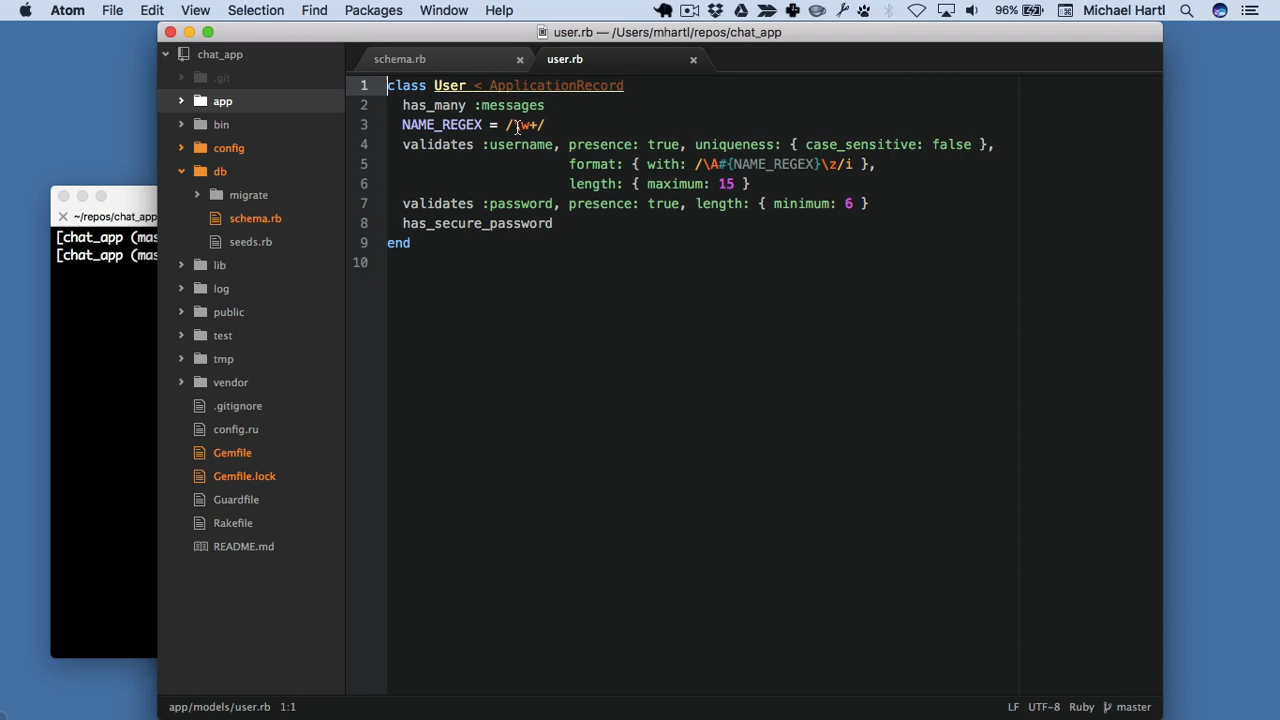 Atom File Edit View Selection Find Packages Window Help 96% Michael Hartl
user.rb — /Users/mhartl/repos/chat_app
chat_app
.git
app
bin
config
db
migrate
schema.rb
seeds.rb
lib
log
public
test
tmp
vendor
.gitignore
config.ru
Gemfile
Gemfile.lock
Guardfile
Rakefile
README.md
~/repos/chat_app
[chat_app (mas
[chat_app (mas
schema.rb user.rb
1 class User < ApplicationRecord
2 has_many :messages
3 NAME_REGEX = /\w+/
4 validates :username, presence: true, uniqueness: { case_sensitive: false },
5 format: { with: /\A#{NAME_REGEX}\z/i },
6 length: { maximum: 15 }
7 validates :password, presence: true, length: { minimum: 6 }
8 has_secure_password
9 end
10
app/models/user.rb 1:1 LF UTF-8 Ruby master